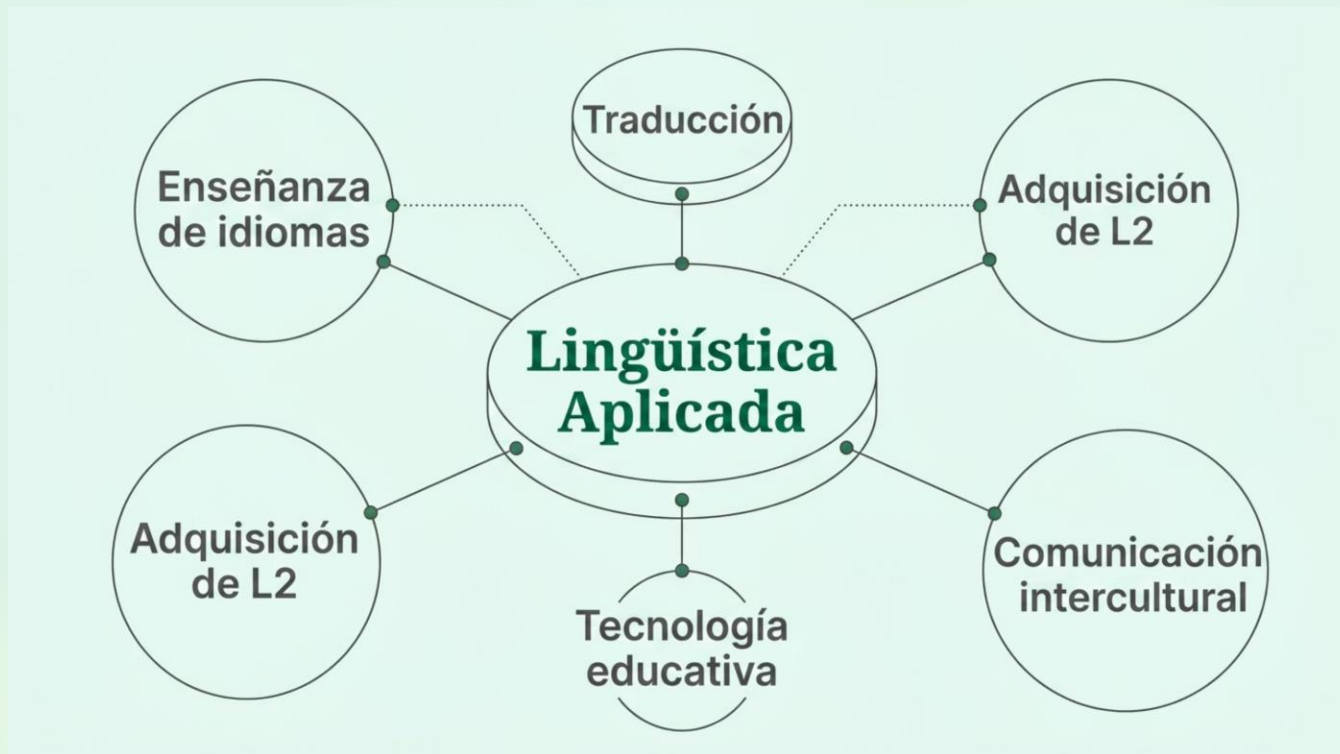 Traducción
Enseñanza
de idiomas
Adquisición
de L2
Lingüística
Aplicada
Adquisición
de L2
Comunicación
intercultural
Tecnología
educativa